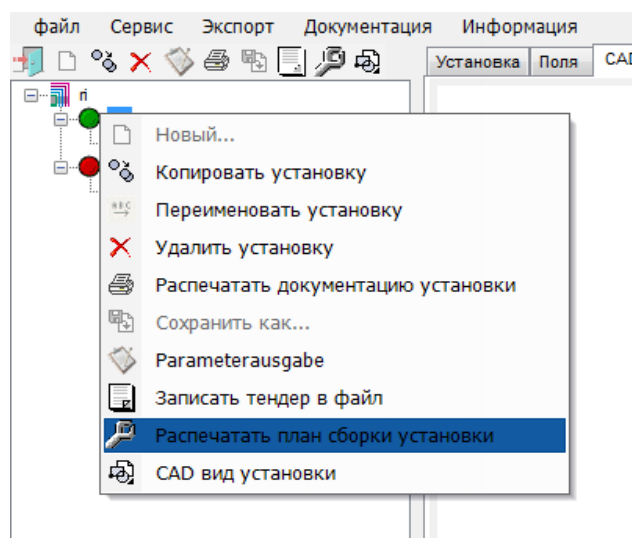 файл Сервис Экспорт Документация Информация
Установка Поля CAD
ri
Новый...
Копировать установку
ABC
Переименовать установку
Удалить установку
Распечатать документацию установки
Сохранить как...
Parameterausgabe
Записать тендер в файл
Распечатать план сборки установки
CAD вид установки